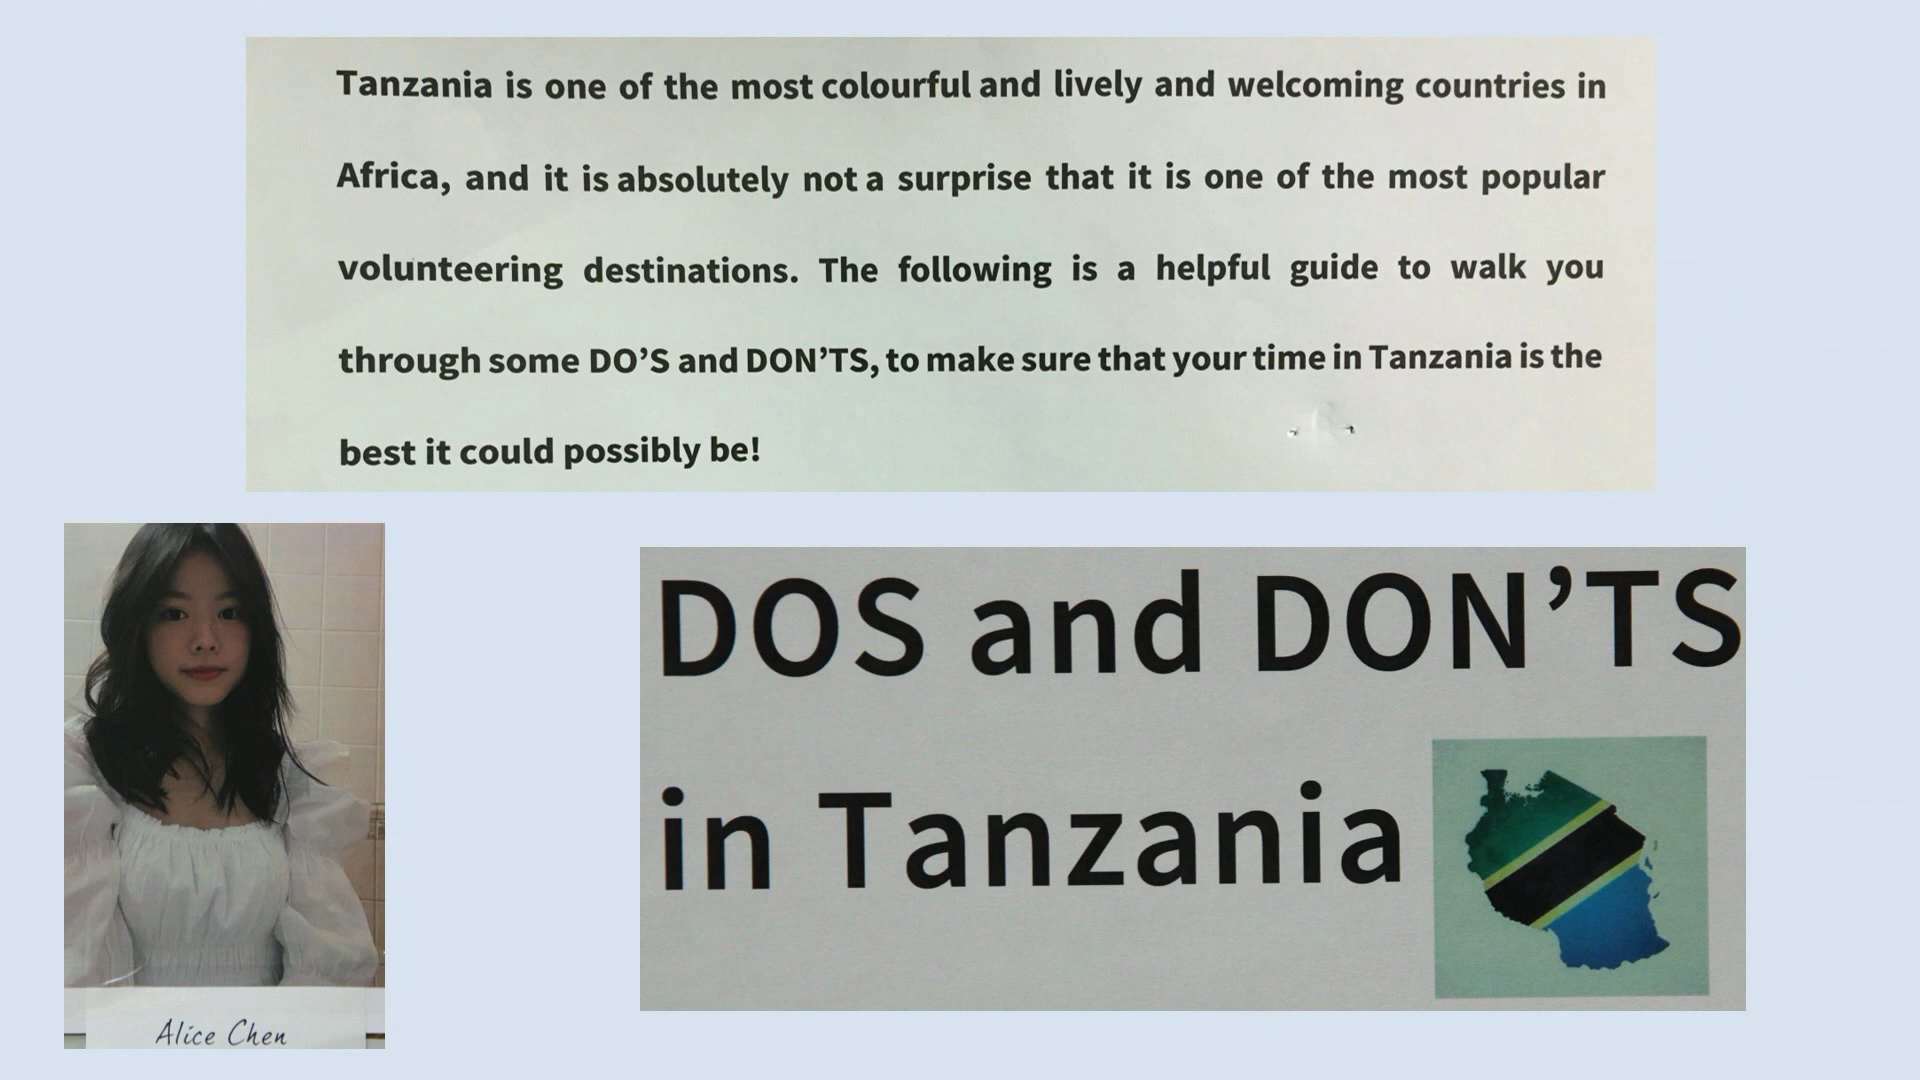 Tanzania is one of the most colourful and lively and welcoming countries in
Africa, and it is absolutely not a surprise that it is one of the most popular
volunteering destinations. The following is a helpful guide to walk you
through some DO’S and DON’TS, to make sure that your time in Tanzania is the
best it could possibly be!
DOS and DON’TS
in Tanzania
Alice Chen